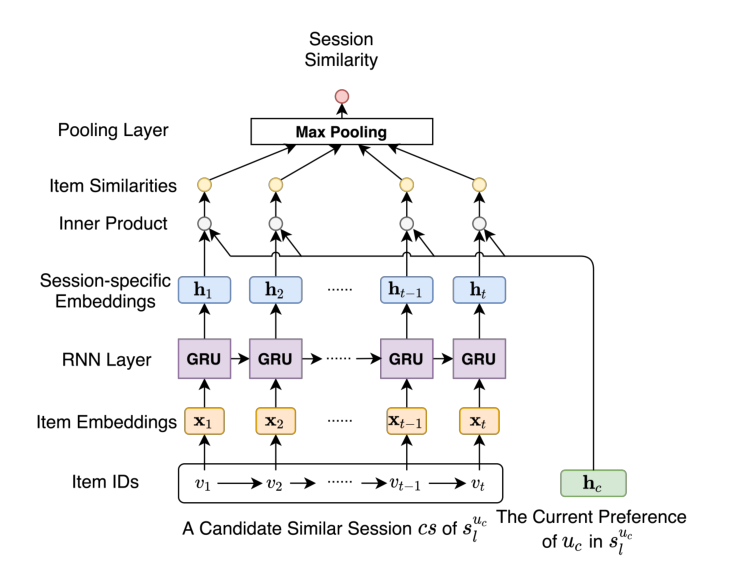 Session
Similarity
Pooling Layer
Max Pooling
Item Similarities
Inner Product
Session-specific
Embeddings
h₁ h₂ ...... hₜ₋₁ hₜ
RNN Layer
GRU GRU ...... GRU GRU
Item Embeddings
x₁ x₂ ...... xₜ₋₁ xₜ
Item IDs
v₁ v₂ ...... vₜ₋₁ vₜ
h_c
A Candidate Similar Session cs of s_l^{u_c}
The Current Preference
of u_c in s_l^{u_c}